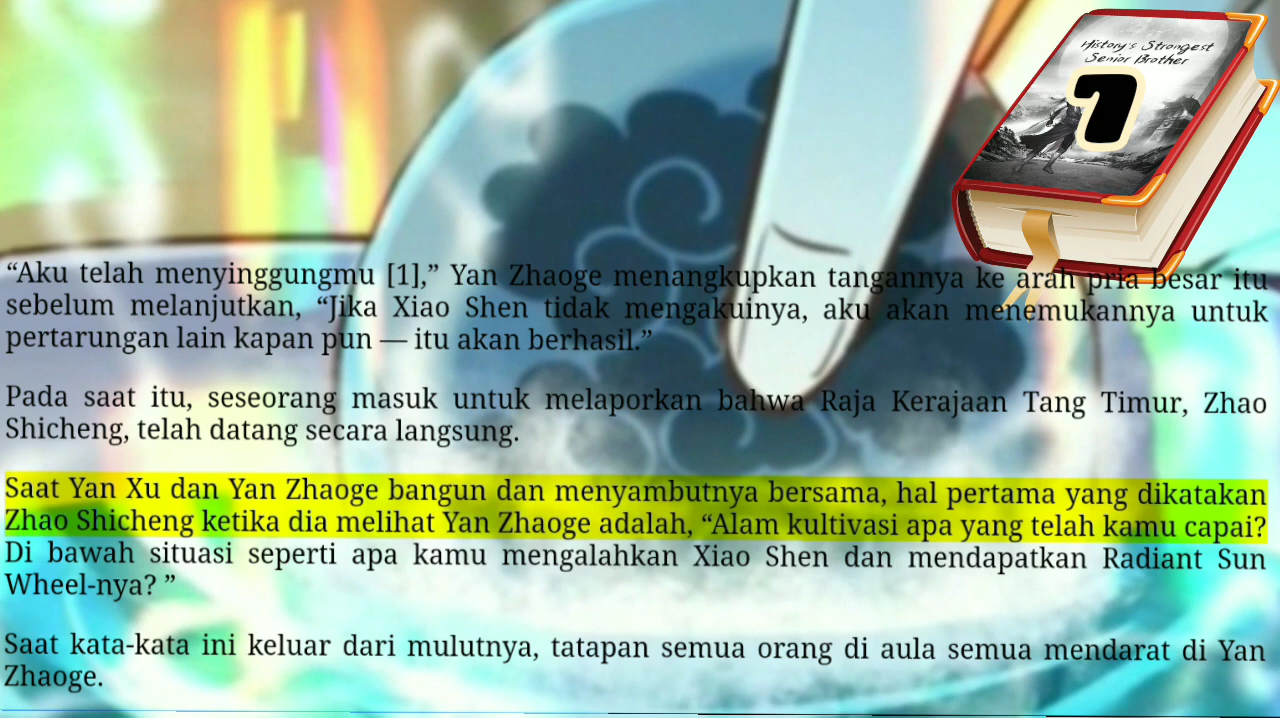 History's Strongest
Senior Brother
1
“Aku telah menyinggungmu [1],” Yan Zhaoge menangkupkan tangannya ke arah pria besar itu
sebelum melanjutkan, “Jika Xiao Shen tidak mengakuinya, aku akan menemukannya untuk
pertarungan lain kapan pun — itu akan berhasil.”
Pada saat itu, seseorang masuk untuk melaporkan bahwa Raja Kerajaan Tang Timur, Zhao
Shicheng, telah datang secara langsung.
Saat Yan Xu dan Yan Zhaoge bangun dan menyambutnya bersama, hal pertama yang dikatakan
Zhao Shicheng ketika dia melihat Yan Zhaoge adalah, “Alam kultivasi apa yang telah kamu capai?
Di bawah situasi seperti apa kamu mengalahkan Xiao Shen dan mendapatkan Radiant Sun
Wheel-nya? ”
Saat kata-kata ini keluar dari mulutnya, tatapan semua orang di aula semua mendarat di Yan
Zhaoge.